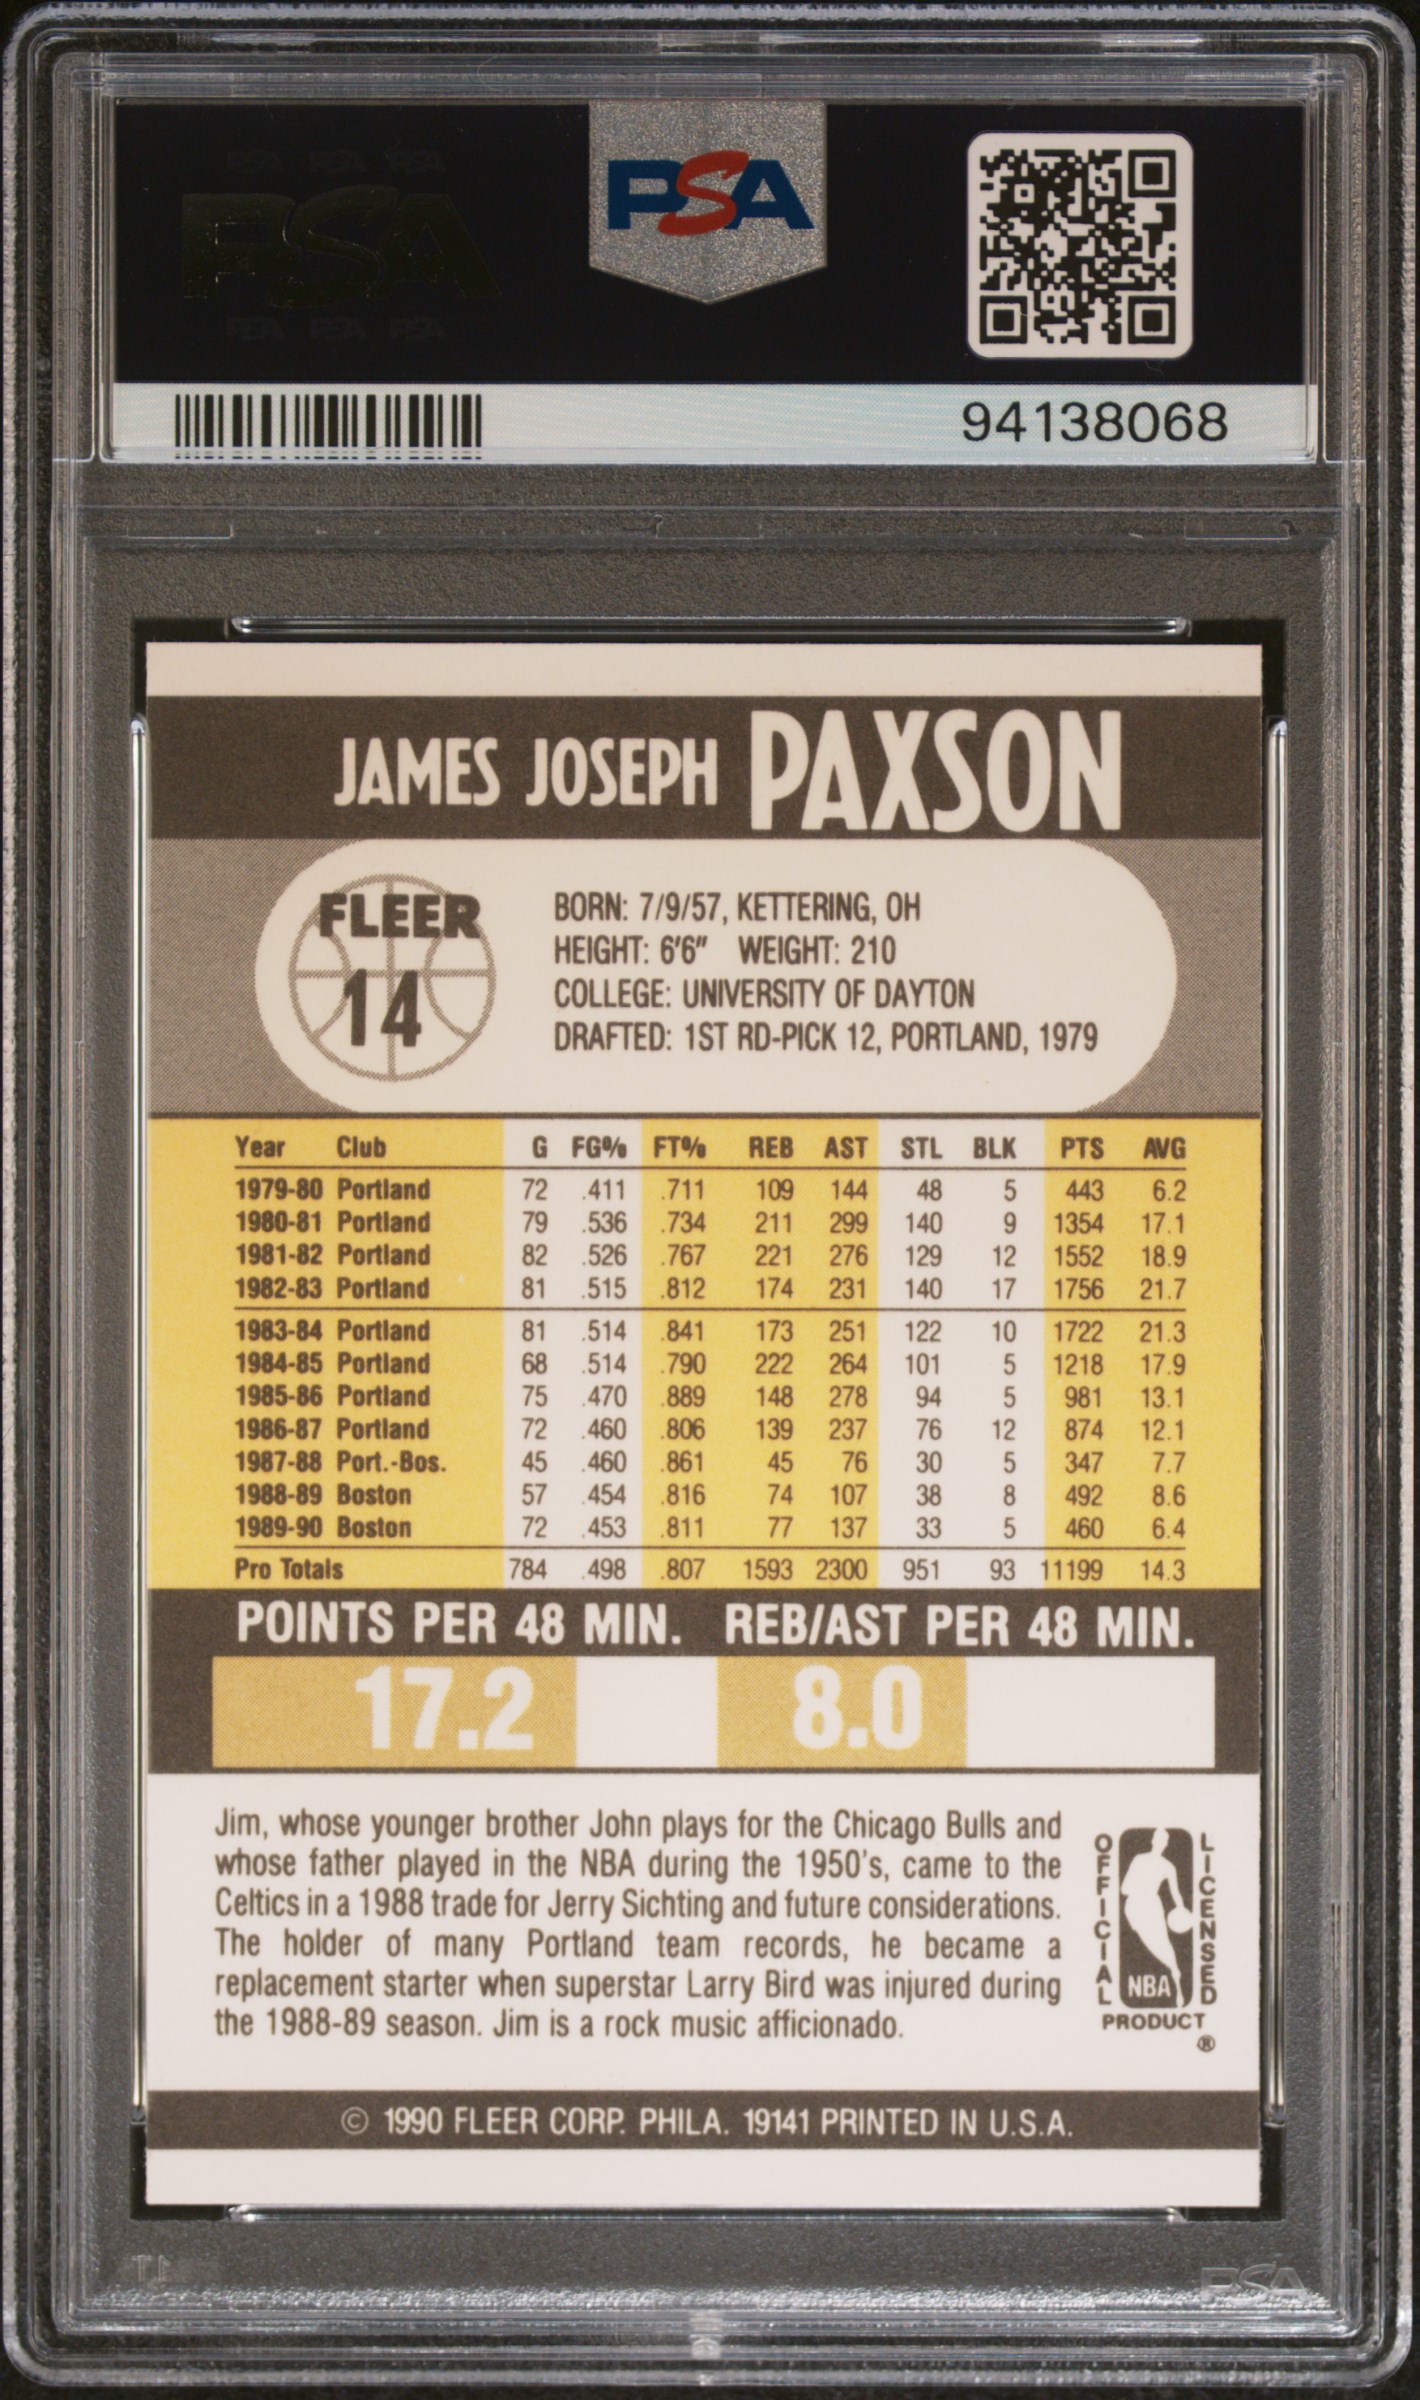 PSA PSA PSA
PSA
PSA PSA PSA
PSA
94138068
JAMES JOSEPH PAXSON
FLEER
14
BORN: 7/9/57, KETTERING, OH
HEIGHT: 6'6" WEIGHT: 210
COLLEGE: UNIVERSITY OF DAYTON
DRAFTED: 1ST RD-PICK 12, PORTLAND, 1979
Year Club G FG% FT% REB AST STL BLK PTS AVG
1979-80 Portland 72 .411 .711 109 144 48 5 443 6.2
1980-81 Portland 79 .536 .734 211 299 140 9 1354 17.1
1981-82 Portland 82 .526 .767 221 276 129 12 1552 18.9
1982-83 Portland 81 .515 .812 174 231 140 17 1756 21.7
1983-84 Portland 81 .514 .841 173 251 122 10 1722 21.3
1984-85 Portland 68 .514 .790 222 264 101 5 1218 17.9
1985-86 Portland 75 .470 .889 148 278 94 5 981 13.1
1986-87 Portland 72 .460 .806 139 237 76 12 874 12.1
1987-88 Port.-Bos. 45 .460 .861 45 76 30 5 347 7.7
1988-89 Boston 57 .454 .816 74 107 38 8 492 8.6
1989-90 Boston 72 .453 .811 77 137 33 5 460 6.4
Pro Totals 784 .498 .807 1593 2300 951 93 11199 14.3
POINTS PER 48 MIN. REB/AST PER 48 MIN.
17.2 8.0
Jim, whose younger brother John plays for the Chicago Bulls and
whose father played in the NBA during the 1950's, came to the
Celtics in a 1988 trade for Jerry Sichting and future considerations.
The holder of many Portland team records, he became a
replacement starter when superstar Larry Bird was injured during
the 1988-89 season. Jim is a rock music afficionado.
OFFICIAL LICENSED
NBA
PRODUCT
®
© 1990 FLEER CORP. PHILA. 19141 PRINTED IN U.S.A.
PSA